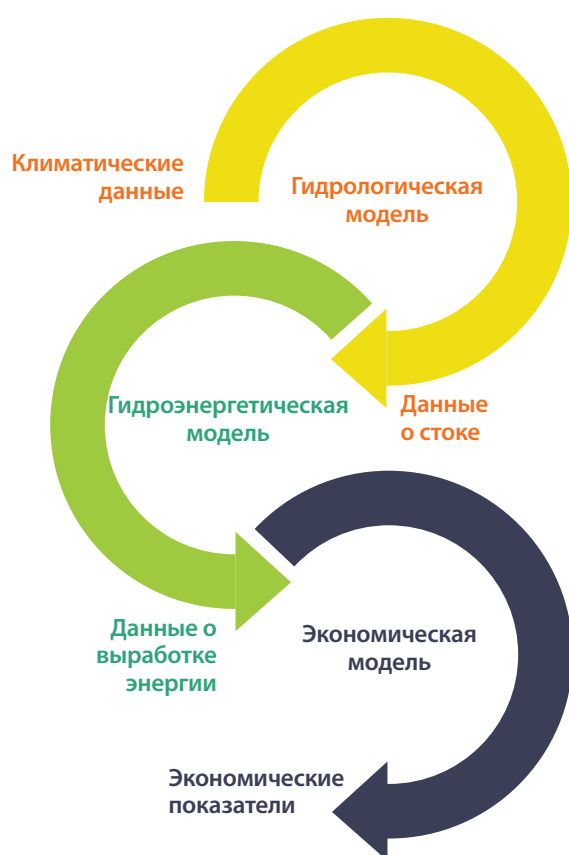 Климатические
данные
Гидрологическая
модель
Данные
о стоке
Гидроэнергетическая
модель
Данные о
выработке
энергии
Экономическая
модель
Экономические
показатели